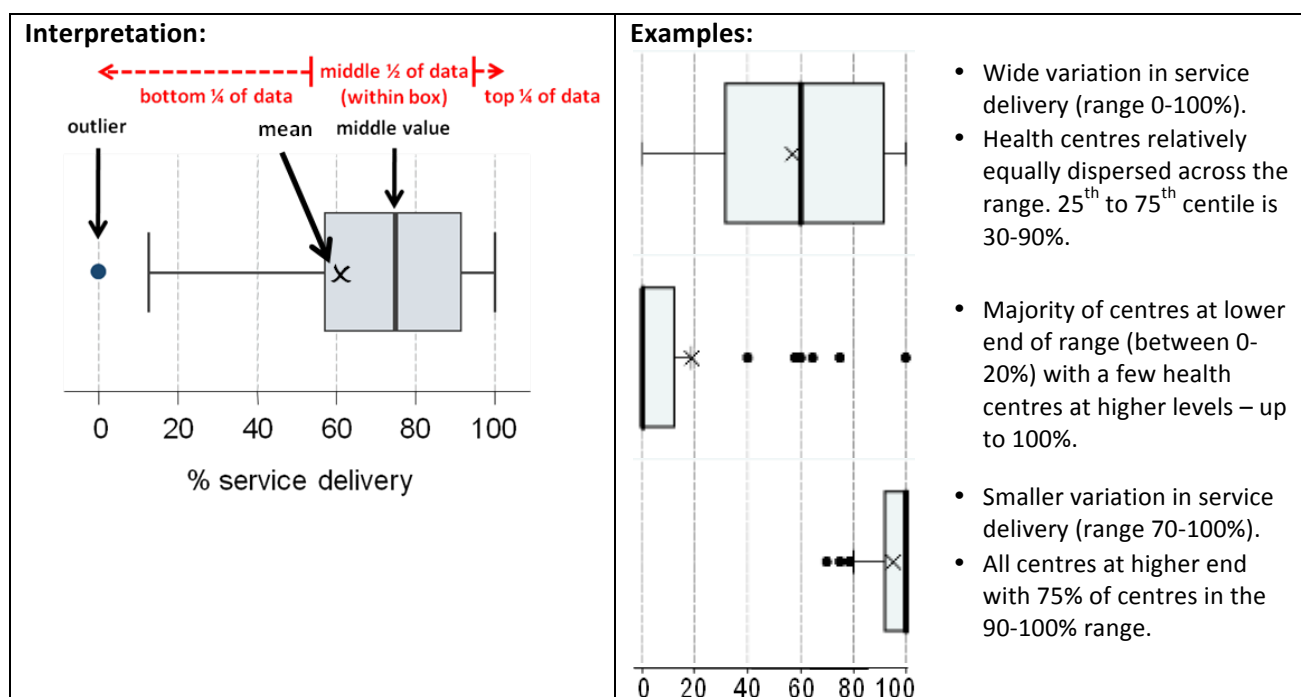 Interpretation:
middle ½ of data
(within box)
bottom ¼ of data
top ¼ of data
outlier
mean
middle value
0 20 40 60 80 100
% service delivery
Examples:
• Wide variation in service
delivery (range 0-100%).
• Health centres relatively
equally dispersed across the
range. 25th to 75th centile is
30-90%.
• Majority of centres at lower
end of range (between 0-
20%) with a few health
centres at higher levels – up
to 100%.
• Smaller variation in service
delivery (range 70-100%).
• All centres at higher end
with 75% of centres in the
90-100% range.
0 20 40 60 80 100